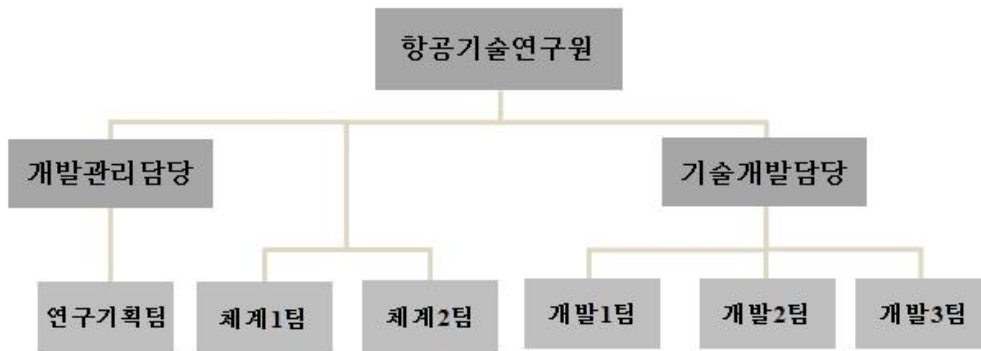 항공기술연구원
개발관리담당
기술개발담당
연구기획팀
체계1팀
체계2팀
개발1팀
개발2팀
개발3팀